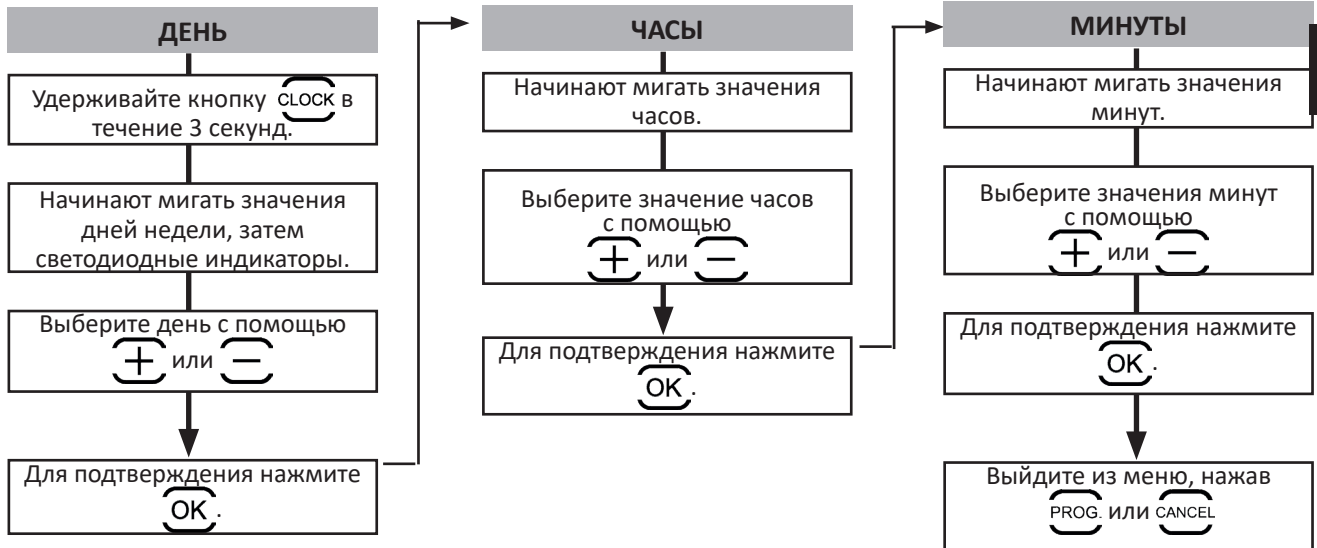 ДЕНЬ
Удерживайте кнопку CLOCK в
течение 3 секунд.
Начинают мигать значения
дней недели, затем
светодиодные индикаторы.
Выберите день с помощью
+ или −
Для подтверждения нажмите
OK.
ЧАСЫ
Начинают мигать значения
часов.
Выберите значение часов
с помощью
+ или −
Для подтверждения нажмите
OK.
МИНУТЫ
Начинают мигать значения
минут.
Выберите значения минут
с помощью
+ или −
Для подтверждения нажмите
OK.
Выйдите из меню, нажав
PROG. или CANCEL